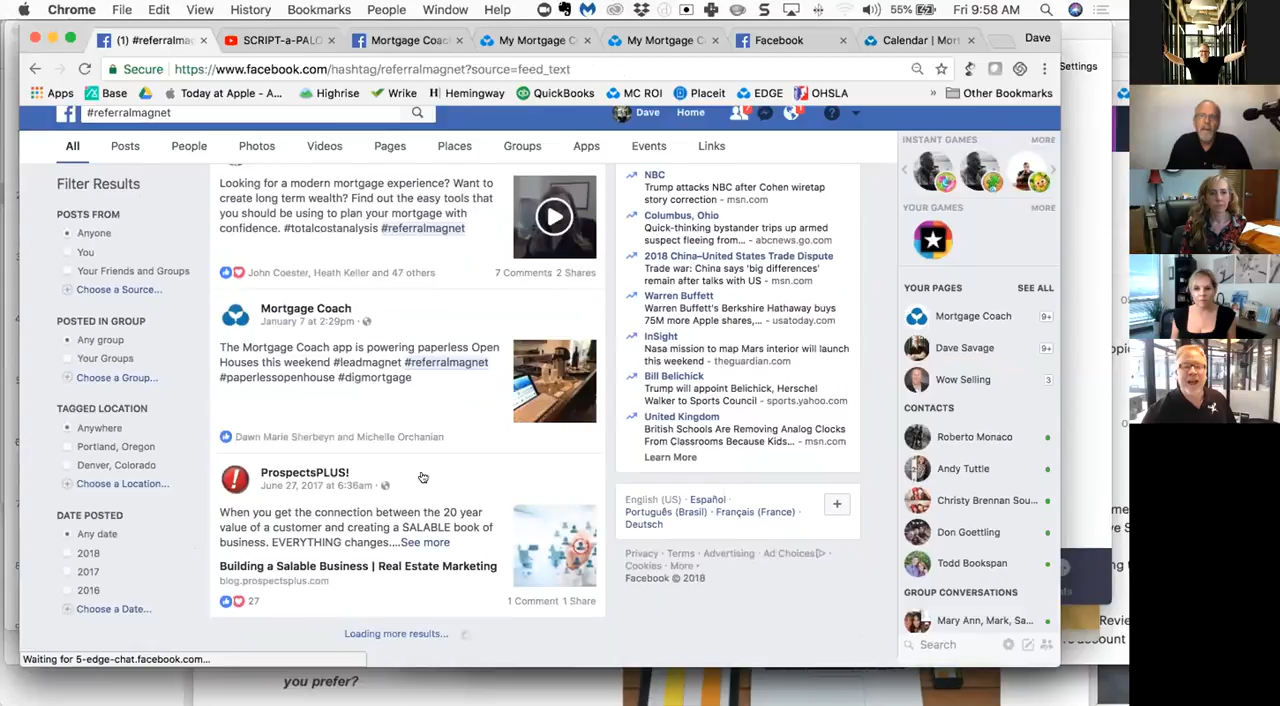 Chrome File Edit View History Bookmarks People Window Help 55% Fri 9:58 AM
(1) #referralmag SCRIPT-a-PALO Mortgage Coac My Mortgage C Facebook Calendar | Mort Dave
Secure https://www.facebook.com/hashtag/referralmagnet?source=feed_text
Settings
Apps Base Today at Apple - A... Highrise Wrike Hemingway QuickBooks MC ROI Placeit EDGE OHSLA » Other Bookmarks
#referralmagnet Dave Home
All Posts People Photos Videos Pages Places Groups Apps Events Links
Filter Results
POSTS FROM
Anyone
You
Your Friends and Groups
Choose a Source...
POSTED IN GROUP
Any group
Your Groups
Choose a Group...
TAGGED LOCATION
Anywhere
Portland, Oregon
Denver, Colorado
Choose a Location...
DATE POSTED
Any date
2018
2017
2016
Choose a Date...
Looking for a modern mortgage experience? Want to
create long term wealth? Find out the easy tools that
you should be using to plan your mortgage with
confidence. #totalcostanalysis #referralmagnet
John Coester, Heath Keller and 47 others 7 Comments 2 Shares
Mortgage Coach
January 7 at 2:29pm ·
The Mortgage Coach app is powering paperless Open
Houses this weekend #leadmagnet #referralmagnet
#paperlessopenhouse #digmortgage
Dawn Marie Sherbeyn and Michelle Orchanian
ProspectsPLUS!
June 27, 2017 at 6:36am ·
When you get the connection between the 20 year
value of a customer and creating a SALABLE book of
business. EVERYTHING changes....See more
Building a Salable Business | Real Estate Marketing
blog.prospectsplus.com
27 1 Comment 1 Share
Loading more results...
NBC
Trump attacks NBC after Cohen wiretap
story correction - msn.com
Columbus, Ohio
Quick-thinking bystander trips up armed
suspect fleeing from... - abcnews.go.com
2018 China–United States Trade Dispute
Trade war: China says 'big differences'
remain after talks with US - msn.com
Warren Buffett
Warren Buffett's Berkshire Hathaway buys
75M more Apple shares,... - usatoday.com
InSight
Nasa mission to map Mars interior will launch
this weekend - theguardian.com
Bill Belichick
Trump will appoint Belichick, Herschel
Walker to Sports Council - sports.yahoo.com
United Kingdom
British Schools Are Removing Analog Clocks
From Classrooms Because Kids... - msn.com
Learn More
English (US) · Español ·
Português (Brasil) · Français (France) ·
Deutsch
Privacy · Terms · Advertising · Ad Choices ·
Cookies · More
Facebook © 2018
INSTANT GAMES MORE
YOUR GAMES MORE
YOUR PAGES SEE ALL
Mortgage Coach 9+
Dave Savage 9+
Wow Selling 3
CONTACTS
Roberto Monaco
Andy Tuttle
Christy Brennan Sou...
Don Goettling
Todd Bookspan
GROUP CONVERSATIONS
Mary Ann, Mark, Sa...
Search
Waiting for 5-edge-chat.facebook.com...
you prefer?